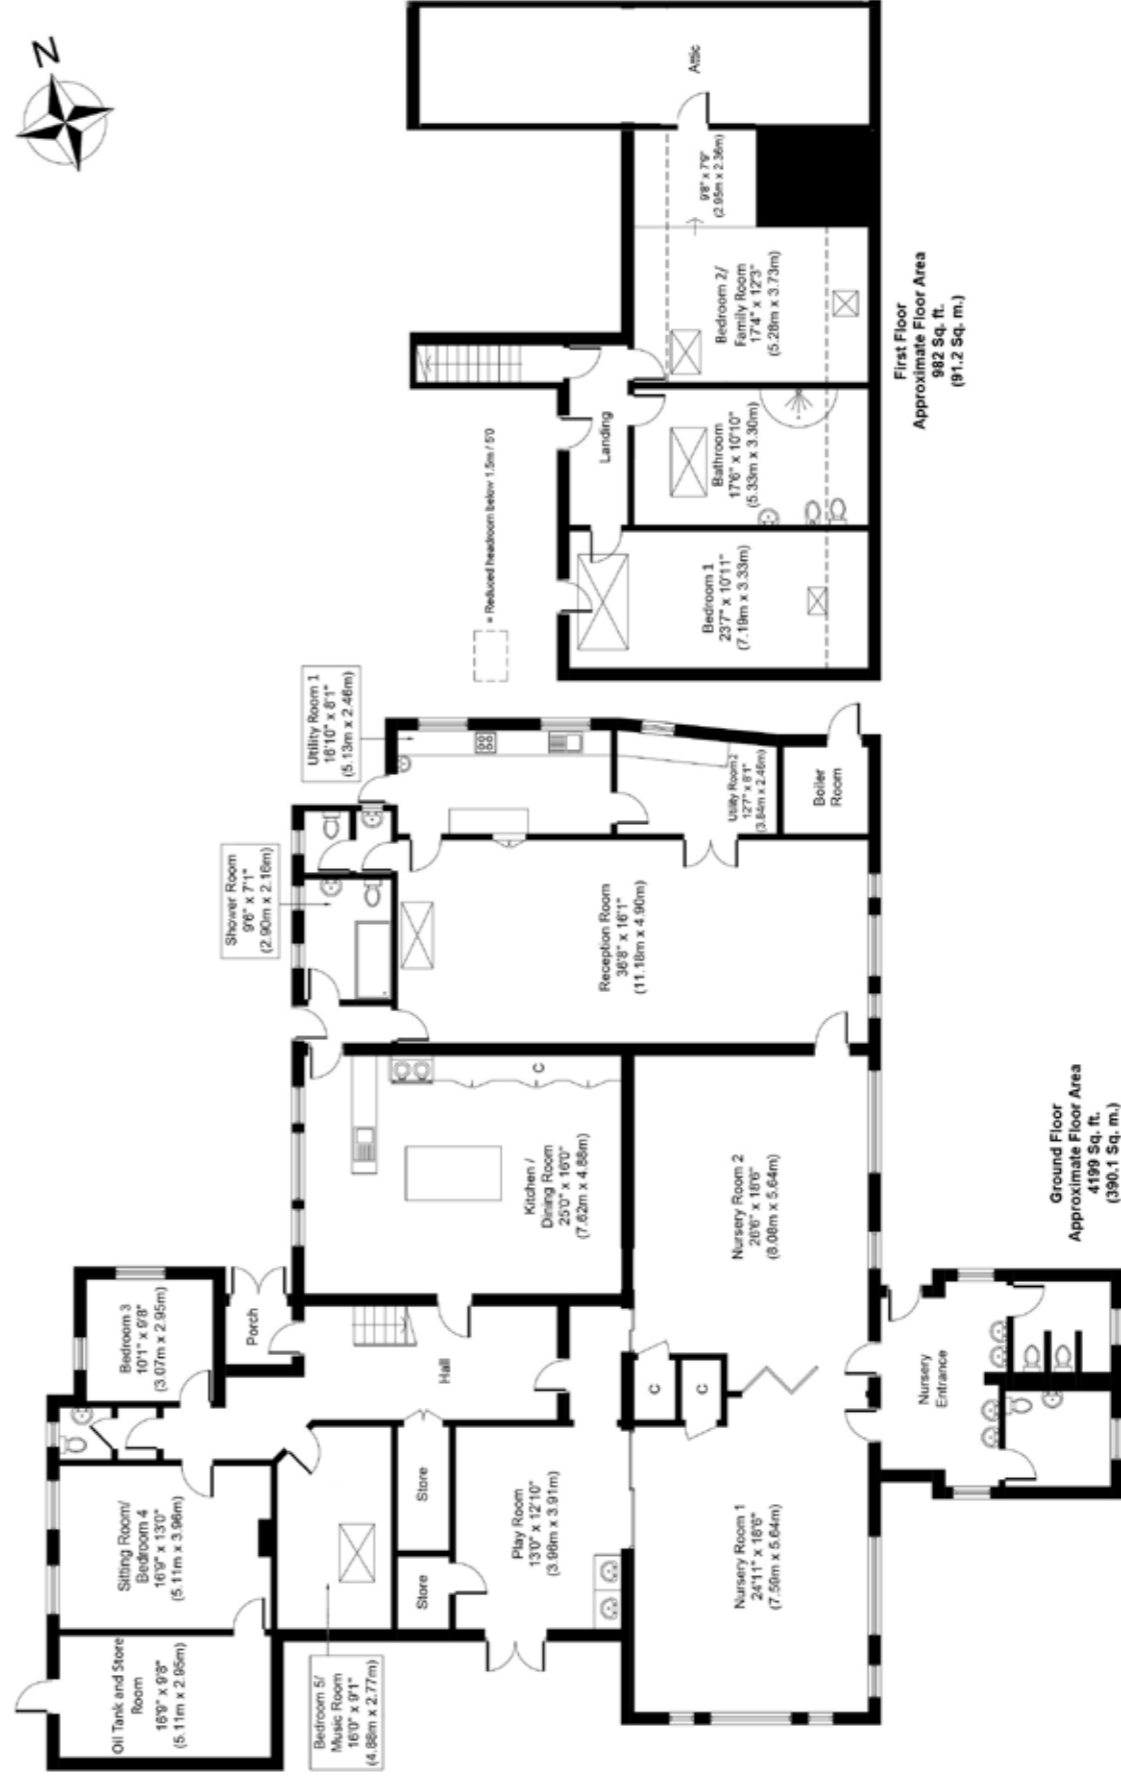 N
Oil Tank and Store
Room
16'9" x 9'8"
(5.11m x 2.95m)
Sitting Room/
Bedroom 4
16'9" x 13'0"
(5.11m x 3.96m)
Bedroom 3
10'1" x 9'8"
(3.07m x 2.95m)
Porch
Bedroom 5/
Music Room
16'0" x 9'1"
(4.88m x 2.77m)
Store
Store
Hall
Play Room
13'0" x 12'10"
(3.96m x 3.91m)
Kitchen /
Dining Room
25'0" x 16'0"
(7.62m x 4.88m)
C
Shower Room
9'6" x 7'1"
(2.90m x 2.16m)
Utility Room 1
16'10" x 8'1"
(5.13m x 2.46m)
Reception Room
36'8" x 16'1"
(11.18m x 4.90m)
Utility Room 2
12'7" x 8'1"
(3.84m x 2.46m)
Boiler
Room
C
C
Nursery Room 1
24'11" x 18'6"
(7.59m x 5.64m)
Nursery Room 2
26'6" x 18'6"
(8.08m x 5.64m)
Nursery
Entrance
Ground Floor
Approximate Floor Area
4199 Sq. ft.
(390.1 Sq. m.)
= Reduced headroom below 1.5m / 5'0
Landing
Bedroom 1
23'7" x 10'11"
(7.19m x 3.33m)
Bathroom
17'6" x 10'10"
(5.33m x 3.30m)
Bedroom 2/
Family Room
17'4" x 12'3"
(5.28m x 3.73m)
9'8" x 7'9"
(2.95m x 2.36m)
Attic
First Floor
Approximate Floor Area
982 Sq. ft.
(91.2 Sq. m.)